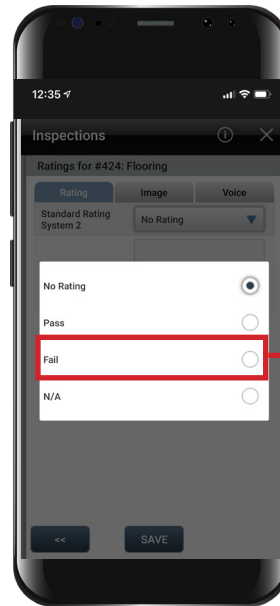 12:35
Inspections
Ratings for #424: Flooring
Rating Image Voice
Standard Rating System 2 No Rating
No Rating
Pass
Fail
N/A
<< SAVE